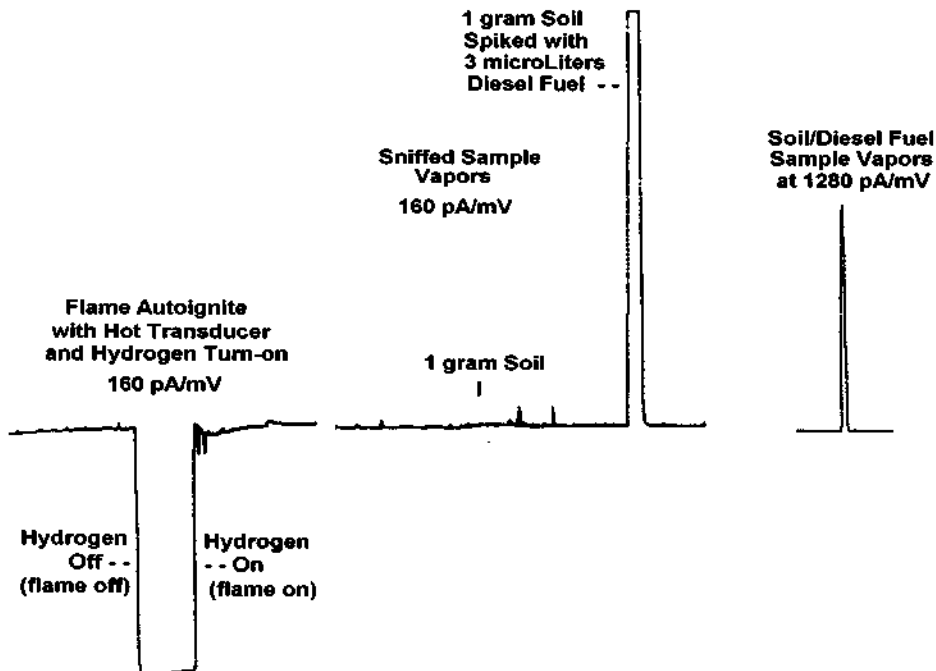 1 gram Soil
Spiked with
3 microLiters
Diesel Fuel --
Sniffed Sample
Vapors
160 pA/mV
Soil/Diesel Fuel
Sample Vapors
at 1280 pA/mV
Flame Autoignite
with Hot Transducer
and Hydrogen Turn-on
160 pA/mV
1 gram Soil
Hydrogen
Off --
(flame off)
Hydrogen
-- On
(flame on)